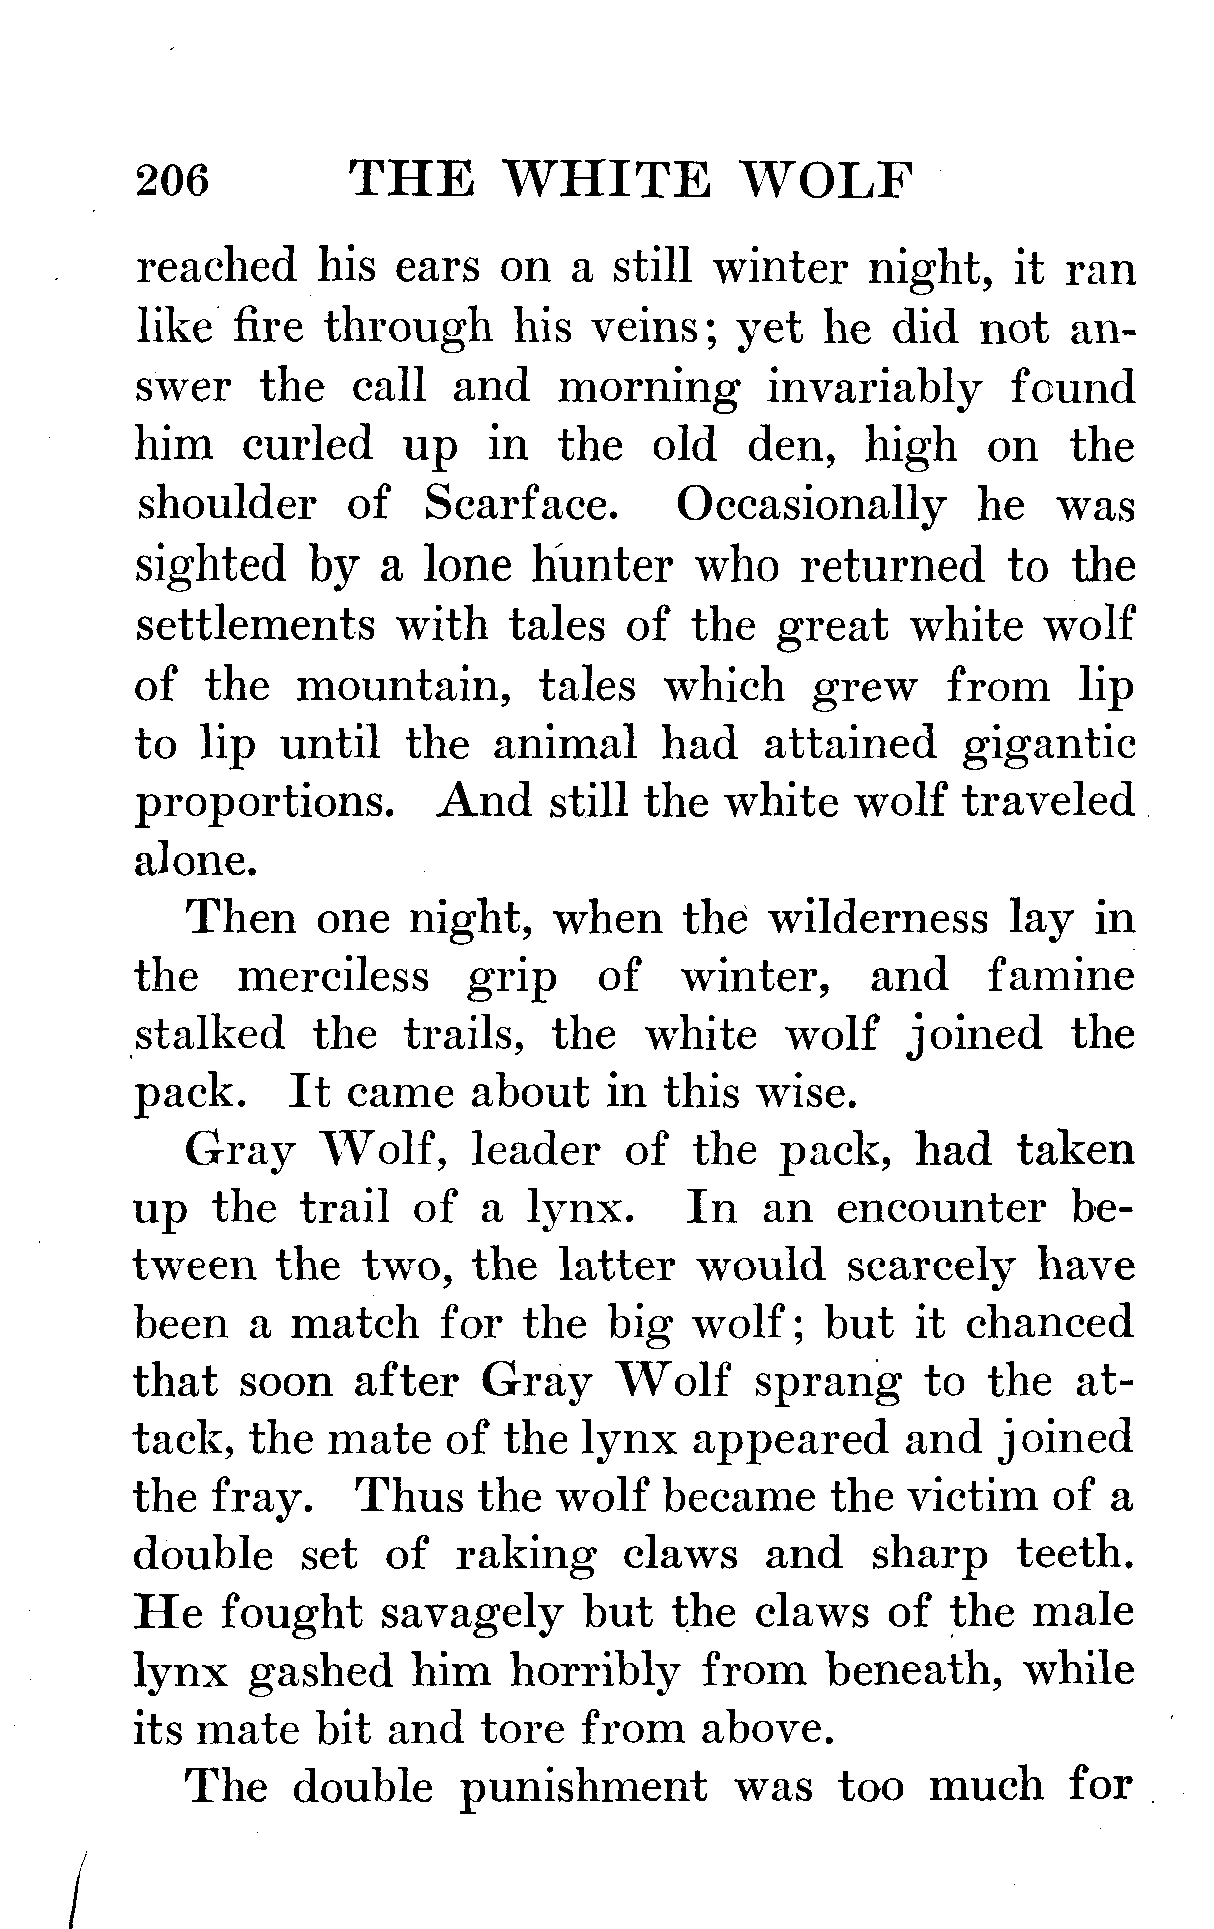 206 THE WHITE WOLF
reached his ears on a still winter night, it ran
like fire through his veins; yet he did not an-
swer the call and morning invariably found
him curled up in the old den, high on the
shoulder of Scarface. Occasionally he was
sighted by a lone hunter who returned to the
settlements with tales of the great white wolf
of the mountain, tales which grew from lip
to lip until the animal had attained gigantic
proportions. And still the white wolf traveled
alone.
Then one night, when the wilderness lay in
the merciless grip of winter, and famine
stalked the trails, the white wolf joined the
pack. It came about in this wise.
Gray Wolf, leader of the pack, had taken
up the trail of a lynx. In an encounter be-
tween the two, the latter would scarcely have
been a match for the big wolf; but it chanced
that soon after Gray Wolf sprang to the at-
tack, the mate of the lynx appeared and joined
the fray. Thus the wolf became the victim of a
double set of raking claws and sharp teeth.
He fought savagely but the claws of the male
lynx gashed him horribly from beneath, while
its mate bit and tore from above.
The double punishment was too much for